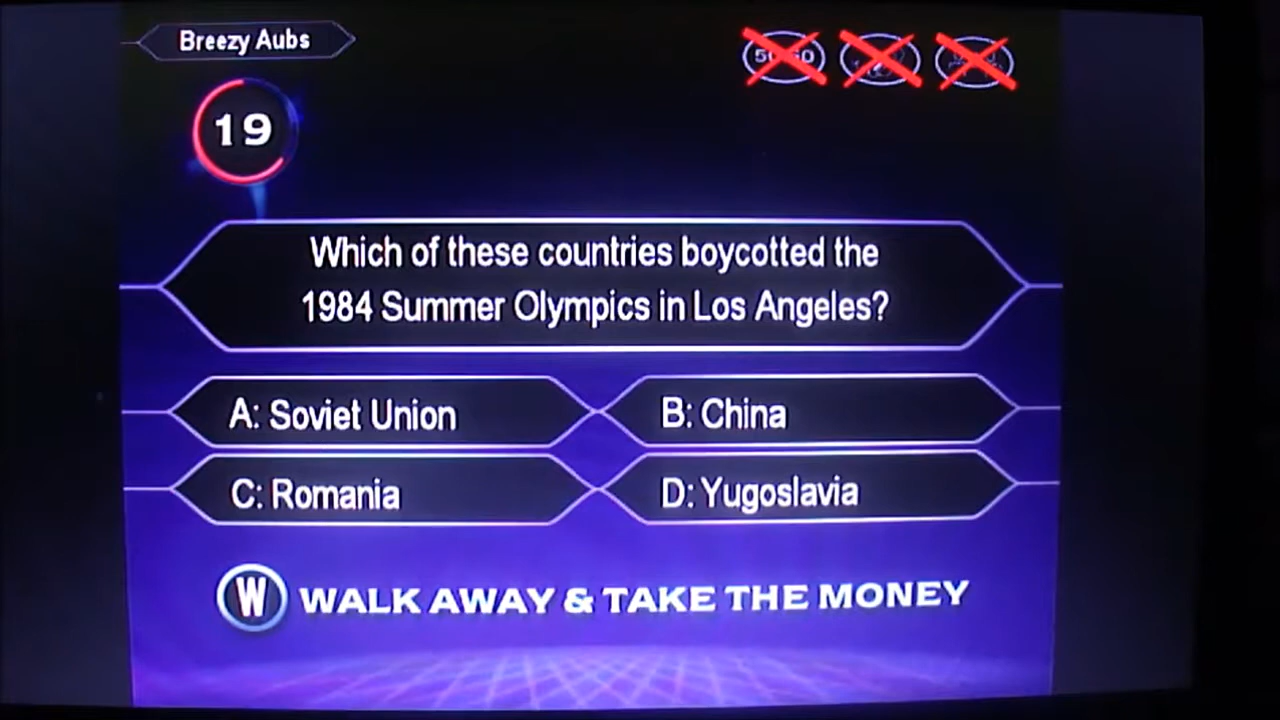 Breezy Aubs
19
Which of these countries boycotted the
1984 Summer Olympics in Los Angeles?
A: Soviet Union
B: China
C: Romania
D: Yugoslavia
W WALK AWAY & TAKE THE MONEY